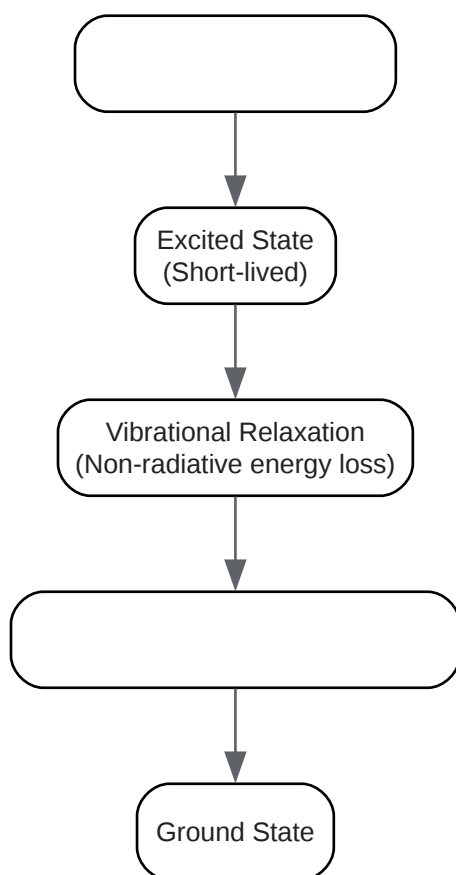 Excited State
(Short-lived)
Vibrational Relaxation
(Non-radiative energy loss)
Ground State